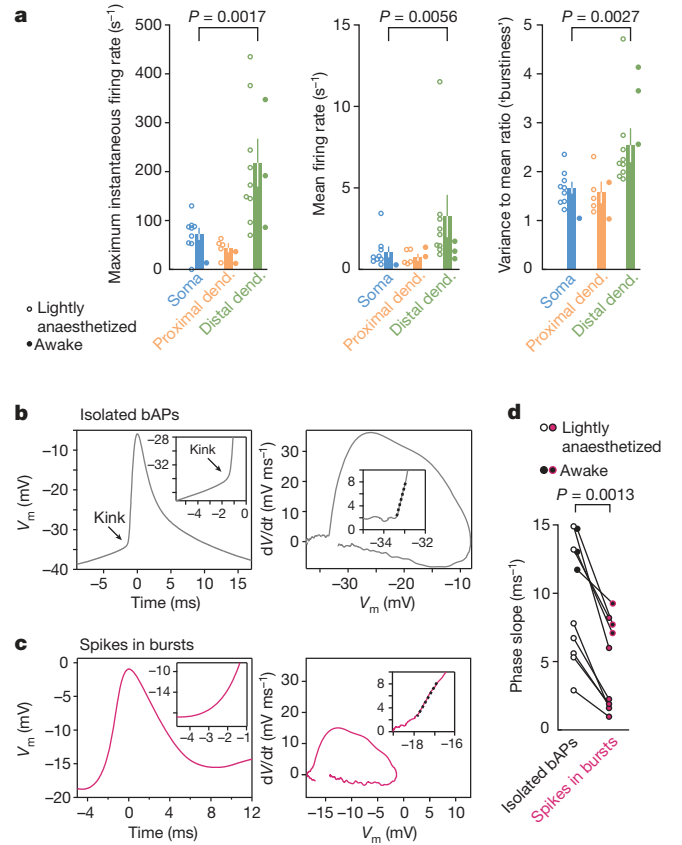 a
P = 0.0017
P = 0.0056
P = 0.0027
Maximum instantaneous firing rate (s⁻¹)
500
400
300
200
100
0
Soma
Proximal dend.
Distal dend.
Mean firing rate (s⁻¹)
15
10
5
0
Soma
Proximal dend.
Distal dend.
Variance to mean ratio ('burstiness')
5
4
3
2
1
0
Soma
Proximal dend.
Distal dend.
Lightly
anaesthetized
Awake
b
Isolated bAPs
Vm (mV)
−5
−10
−20
−30
−40
Kink
−28
−32
Kink
−5
−3
−1
−5
0
5
10
15
Time (ms)
dV/dt (mV ms⁻¹)
30
20
10
0
8
6
4
2
0
−34
−32
−30
−20
−10
Vm (mV)
c
Spikes in bursts
Vm (mV)
0
−5
−10
−15
−20
−10
−14
−4
−3
−2
−1
−4
0
4
8
12
Time (ms)
dV/dt (mV ms⁻¹)
30
20
10
0
8
4
0
−18
−16
−15
−10
−5
0
5
Vm (mV)
d
Lightly
anaesthetized
Awake
P = 0.0013
Phase slope (ms⁻¹)
15
10
5
0
Isolated bAPs
Spikes in bursts